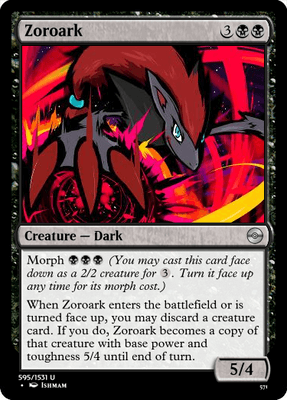 Zoroark 3
Creature — Dark
Morph (You may cast this card face
down as a 2/2 creature for 3. Turn it face up
any time for its morph cost.)
When Zoroark enters the battlefield or is
turned face up, you may discard a creature
card. If you do, Zoroark becomes a copy of
that creature with base power and
toughness 5/4 until end of turn.
5/4
595/1531 U
• Ishmam